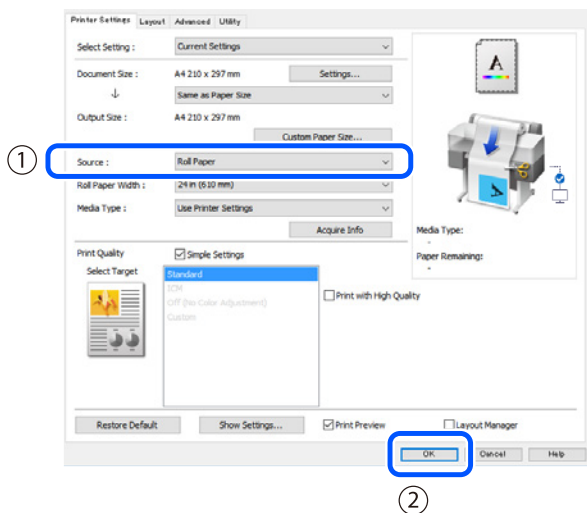 Printer Settings Layout Advanced Utility
Select Setting : Current Settings
Document Size : A4 210 x 297 mm Settings...
Same as Paper Size
Output Size : A4 210 x 297 mm
Custom Paper Size...
① Source : Roll Paper
Roll Paper Width : 24 in (610 mm)
Media Type : Use Printer Settings
Acquire Info
Media Type:
-
Paper Remaining:
-
Print Quality Simple Settings
Select Target
Standard
ICM
Off (No Color Adjustment)
Custom
Print with High Quality
Restore Default Show Settings... Print Preview Layout Manager
OK Cancel Help
②
A
A